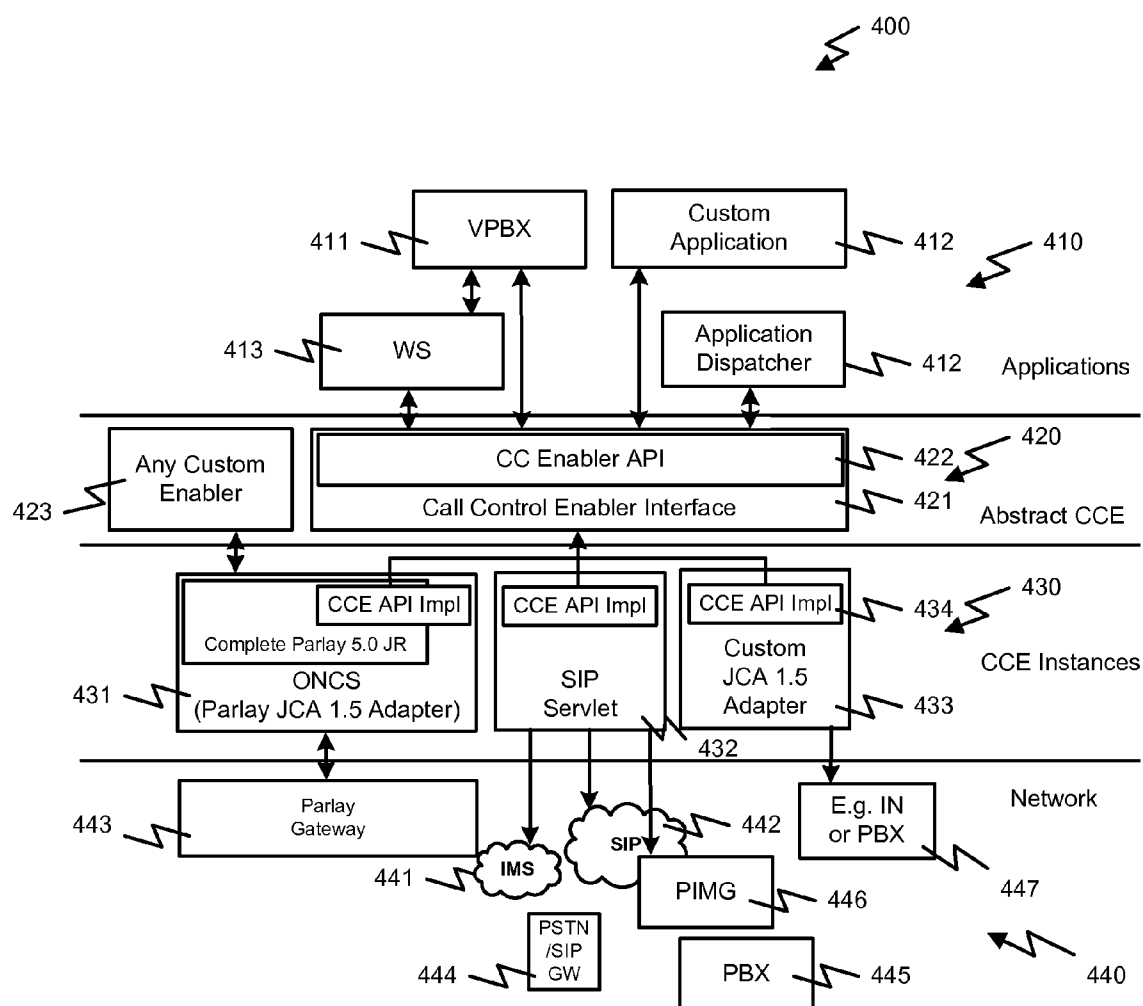 400
VPBX
411
Custom
Application
412
410
WS
413
Application
Dispatcher
412
Applications
Any Custom
Enabler
423
CC Enabler API
422
420
Call Control Enabler Interface
421
Abstract CCE
CCE API Impl
Complete Parlay 5.0 JR
ONCS
(Parlay JCA 1.5 Adapter)
431
CCE API Impl
SIP
Servlet
432
CCE API Impl
434
430
Custom
JCA 1.5
Adapter
433
CCE Instances
Parlay
Gateway
443
IMS
441
SIP
442
E.g. IN
or PBX
447
Network
PIMG
446
PSTN
/SIP
GW
444
PBX
445
440